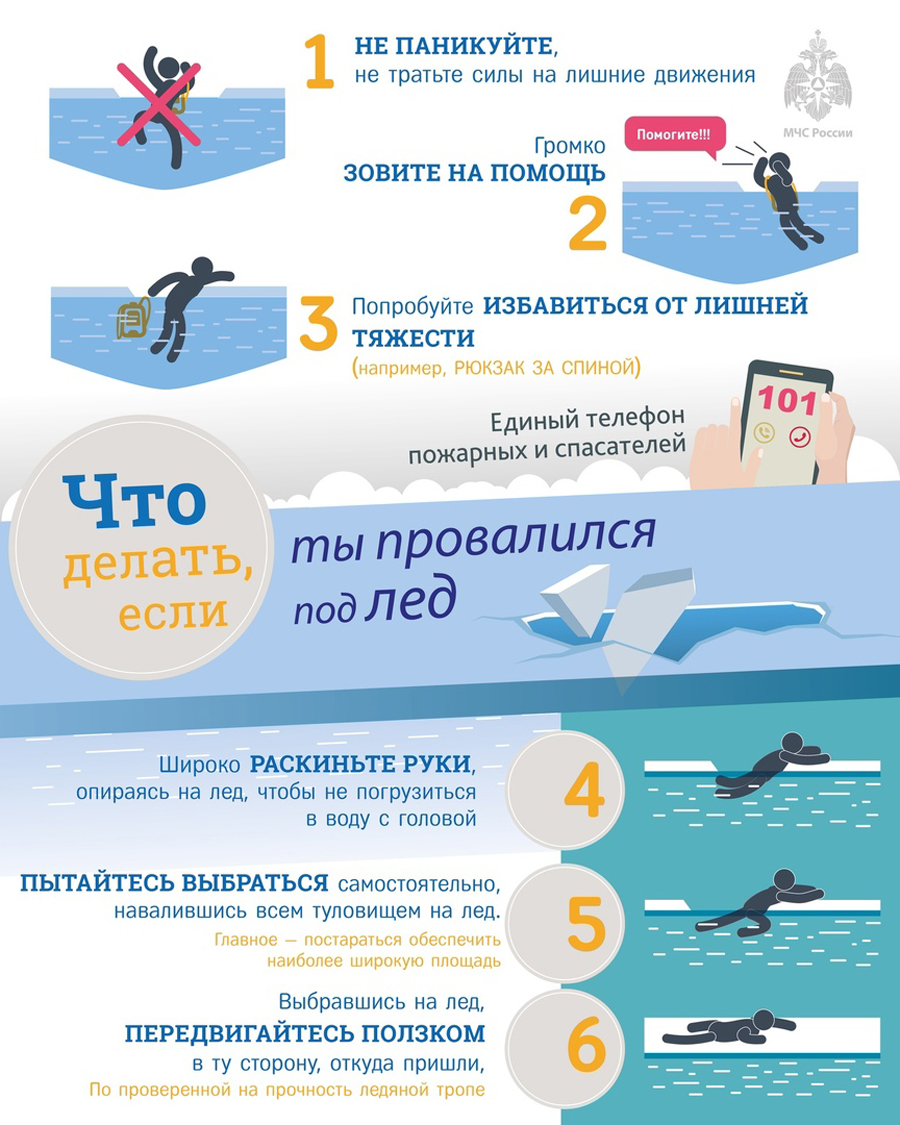 1
НЕ ПАНИКУЙТЕ,
не тратьте силы на лишние движения
МЧС России
Громко
ЗОВИТЕ НА ПОМОЩЬ
2
Помогите!!!
3
Попробуйте ИЗБАВИТЬСЯ ОТ ЛИШНЕЙ
ТЯЖЕСТИ
(например, РЮКЗАК ЗА СПИНОЙ)
Единый телефон
пожарных и спасателей
101
Что
делать,
если
ты провалился
под лед
Широко РАСКИНЬТЕ РУКИ,
опираясь на лед, чтобы не погрузиться
в воду с головой
4
ПЫТАЙТЕСЬ ВЫБРАТЬСЯ самостоятельно,
навалившись всем туловищем на лед.
Главное – постараться обеспечить
наиболее широкую площадь
5
Выбравшись на лед,
ПЕРЕДВИГАЙТЕСЬ ПОЛЗКОМ
в ту сторону, откуда пришли,
По проверенной на прочность ледяной тропе
6